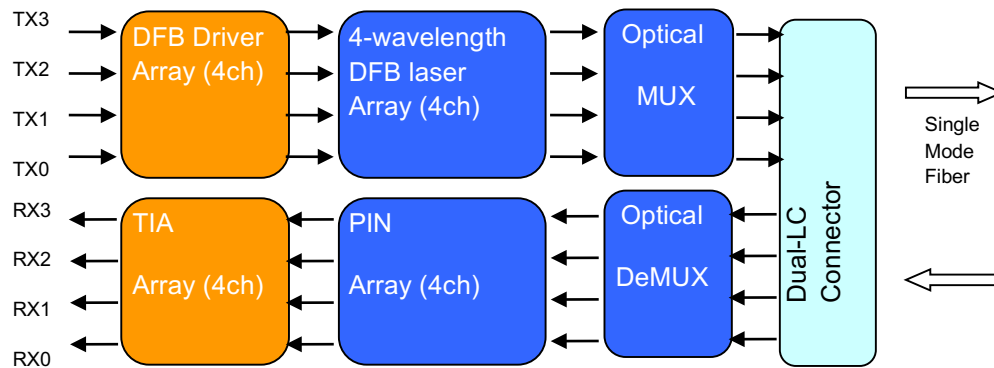 TX3
TX2
TX1
TX0
DFB Driver
Array (4ch)
4-wavelength
DFB laser
Array (4ch)
Optical
MUX
RX3
RX2
RX1
RX0
TIA
Array (4ch)
PIN
Array (4ch)
Optical
DeMUX
Dual-LC
Connector
Single
Mode
Fiber